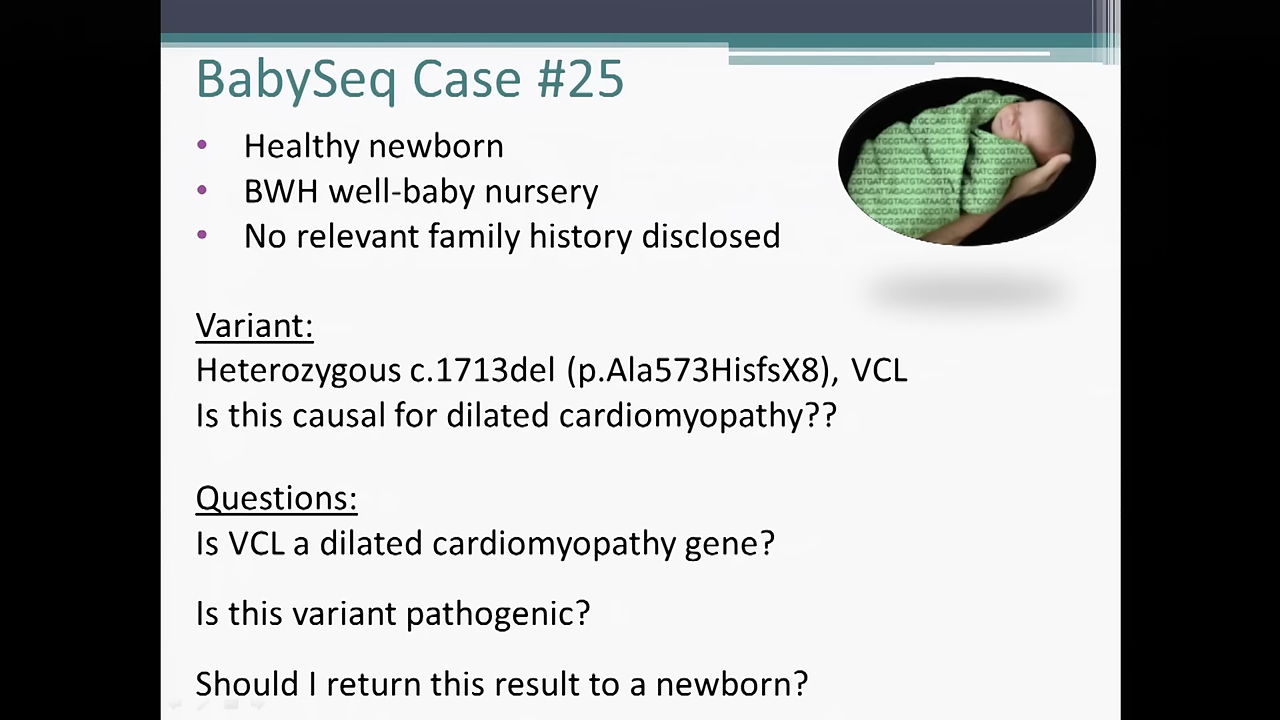 BabySeq Case #25
• Healthy newborn
• BWH well-baby nursery
• No relevant family history disclosed
Variant:
Heterozygous c.1713del (p.Ala573HisfsX8), VCL
Is this causal for dilated cardiomyopathy??
Questions:
Is VCL a dilated cardiomyopathy gene?
Is this variant pathogenic?
Should I return this result to a newborn?